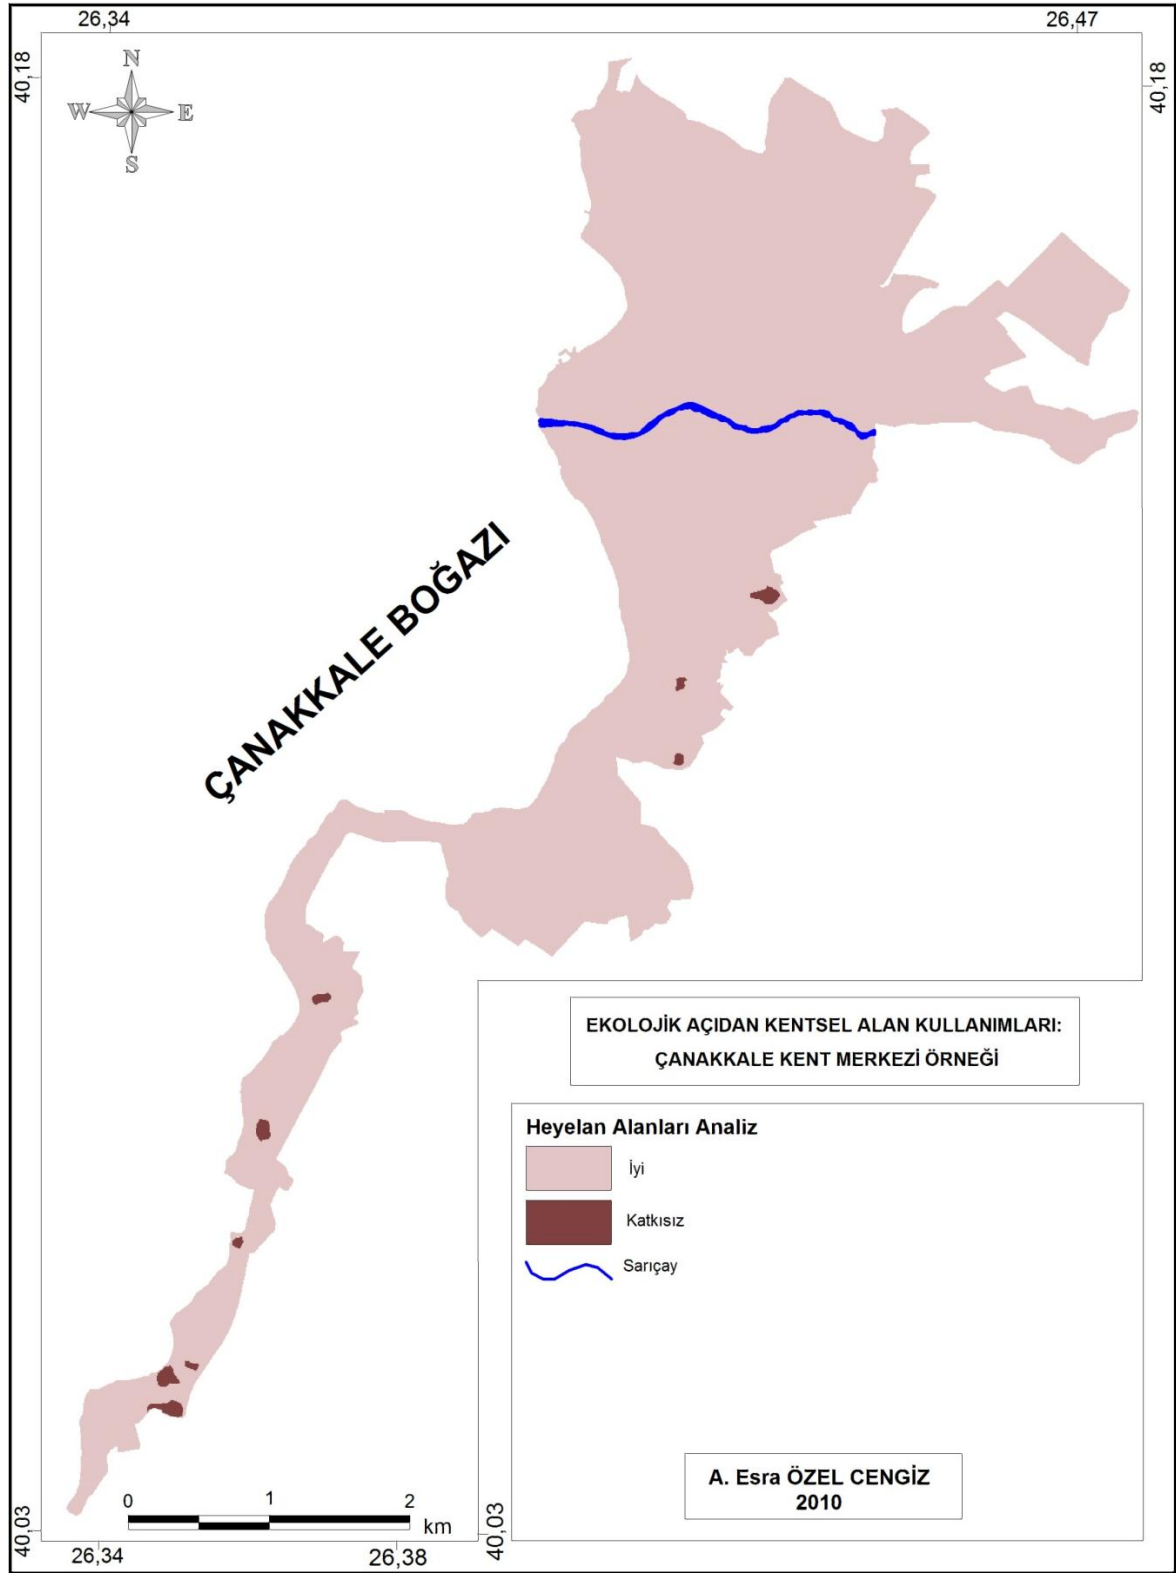 26,34
26,47
40,18
40,18
N
W
E
S
ÇANAKKALE BOĞAZI
EKOLOJİK AÇIDAN KENTSEL ALAN KULLANIMLARI:
ÇANAKKALE KENT MERKEZİ ÖRNEĞİ
Heyelan Alanları Analiz
İyi
Katkısız
Sarıçay
A. Esra ÖZEL CENGİZ
2010
0
1
2
km
40,03
40,03
26,34
26,38